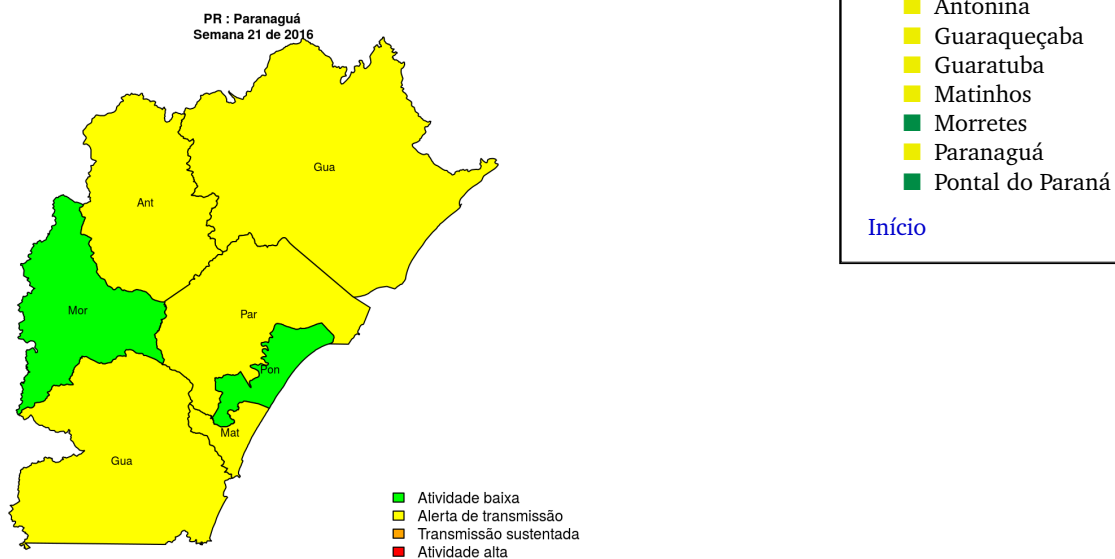 PR : Paranaguá
Semana 21 de 2016
Gua
Ant
Mor
Par
Pon
Mat
Gua
Atividade baixa
Alerta de transmissão
Transmissão sustentada
Atividade alta
Antonina
Guaraqueçaba
Guaratuba
Matinhos
Morretes
Paranaguá
Pontal do Paraná
Início